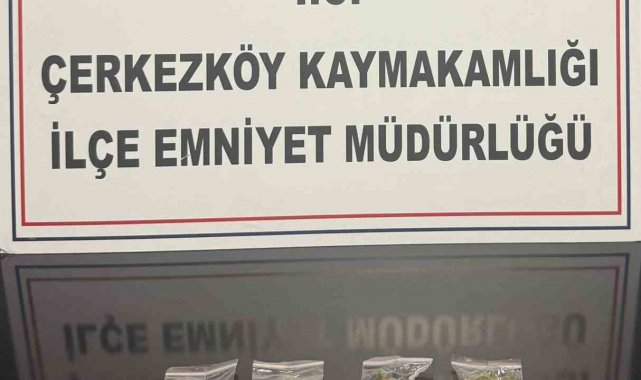 ÇERKEZKÖY KAYMAKAMLIĞI
İLÇE EMNİYET MÜDÜRLÜĞÜ